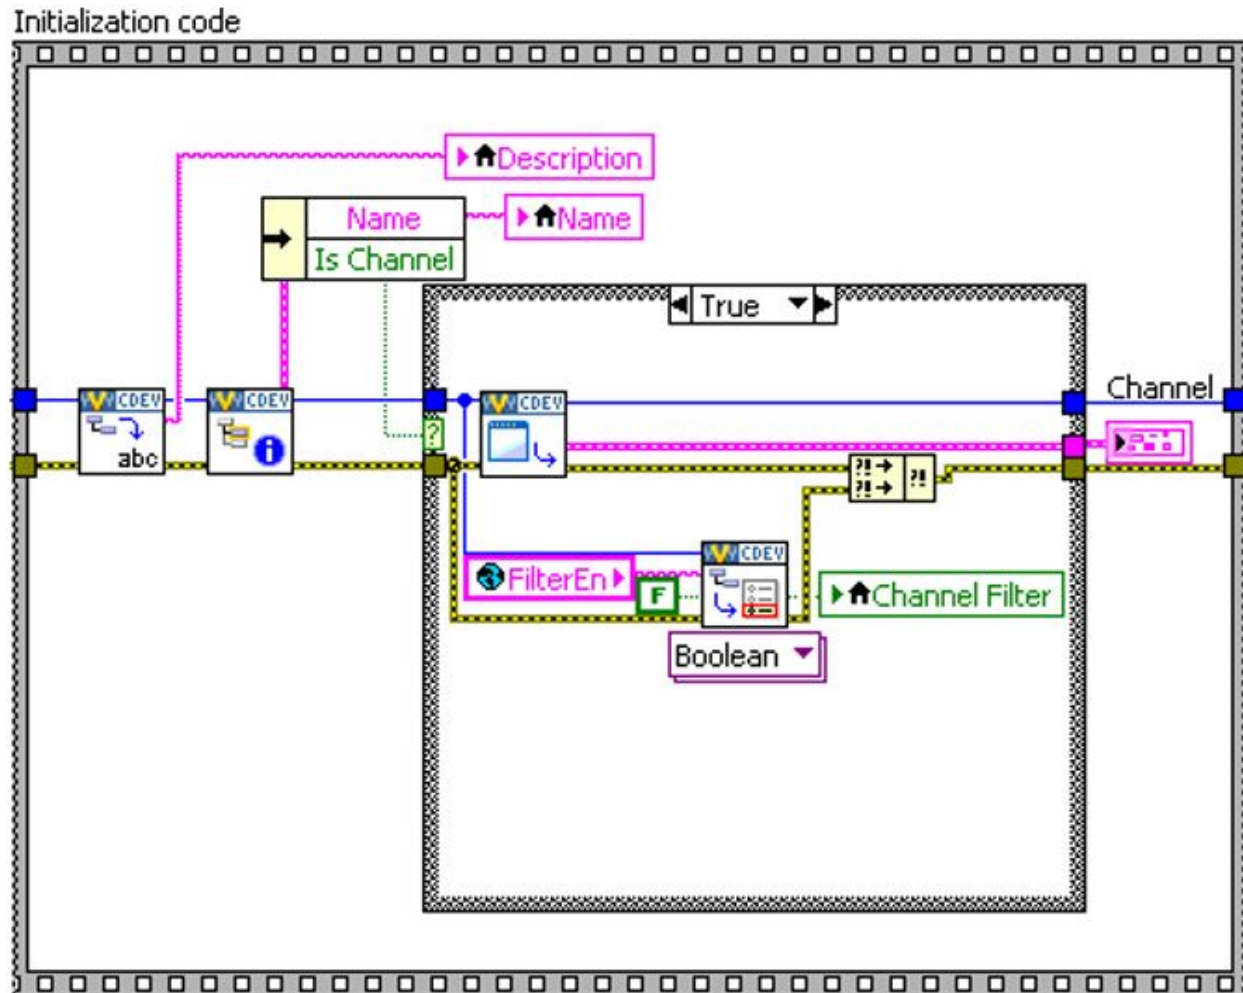 Initialization code
Description
Name
Name
Is Channel
True
CDEV
abc
CDEV
i
?
CDEV
Channel
?! ?!
?!
CDEV
FilterEn
F
Channel Filter
Boolean